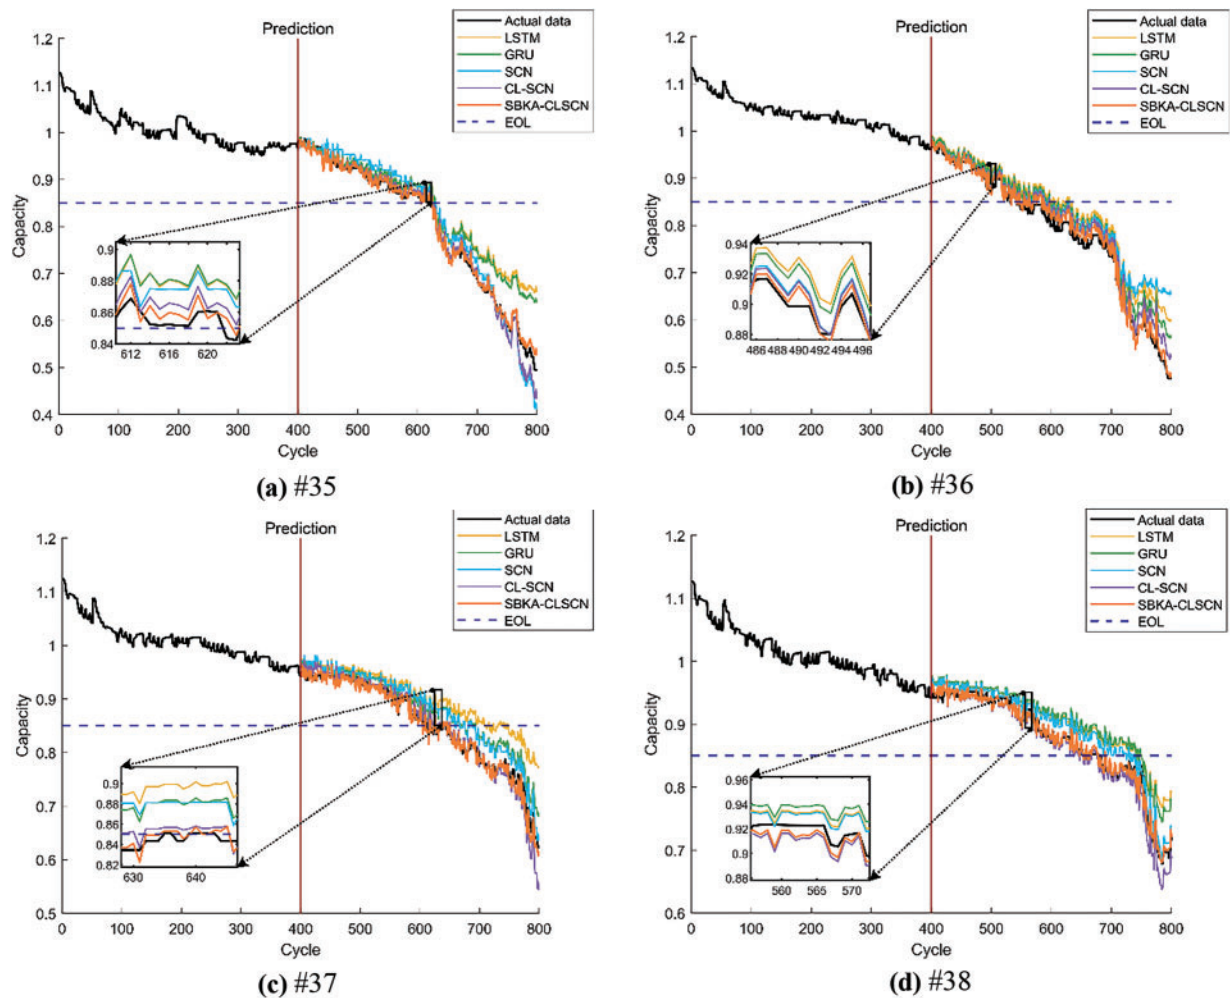 Prediction
Actual data
LSTM
GRU
SCN
CL-SCN
SBKA-CLSCN
EOL
1.2
1.1
1
0.9
0.8
0.7
0.6
0.5
0.4
Capacity
0.9
0.88
0.86
0.84
612 616 620
0 100 200 300 400 500 600 700 800
Cycle
(a) #35
Prediction
Actual data
LSTM
GRU
SCN
CL-SCN
SBKA-CLSCN
EOL
1.2
1.1
1
0.9
0.8
0.7
0.6
0.5
0.4
Capacity
0.94
0.92
0.9
0.88
486 488 490 492 494 496
0 100 200 300 400 500 600 700 800
Cycle
(b) #36
Prediction
Actual data
LSTM
GRU
SCN
CL-SCN
SBKA-CLSCN
EOL
1.2
1.1
1
0.9
0.8
0.7
0.6
0.5
Capacity
0.9
0.88
0.86
0.84
0.82
630 640
0 100 200 300 400 500 600 700 800
Cycle
(c) #37
Prediction
Actual data
LSTM
GRU
SCN
CL-SCN
SBKA-CLSCN
EOL
1.2
1.1
1
0.9
0.8
0.7
0.6
Capacity
0.96
0.94
0.92
0.9
0.88
560 565 570
0 100 200 300 400 500 600 700 800
Cycle
(d) #38